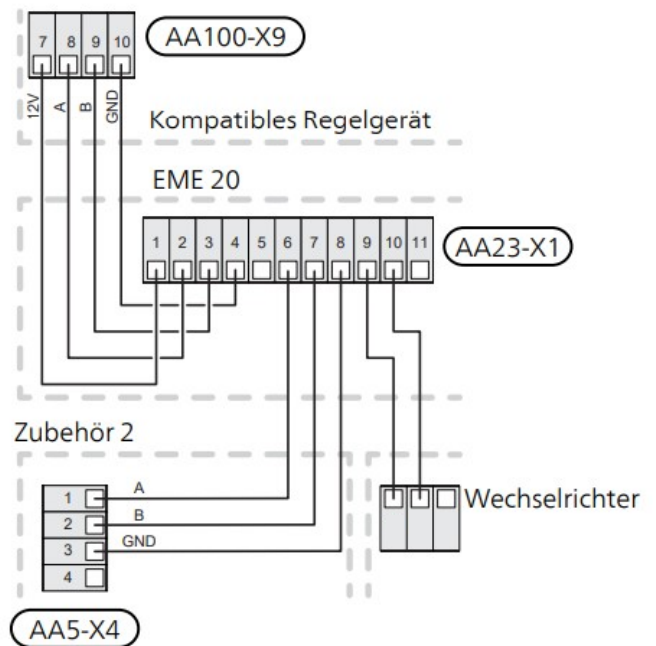 7 8 9 10
AA100-X9
12V A B GND
Kompatibles Regelgerät
EME 20
1 2 3 4 5 6 7 8 9 10 11
AA23-X1
Zubehör 2
1 A
2 B
3 GND
4
Wechselrichter
AA5-X4